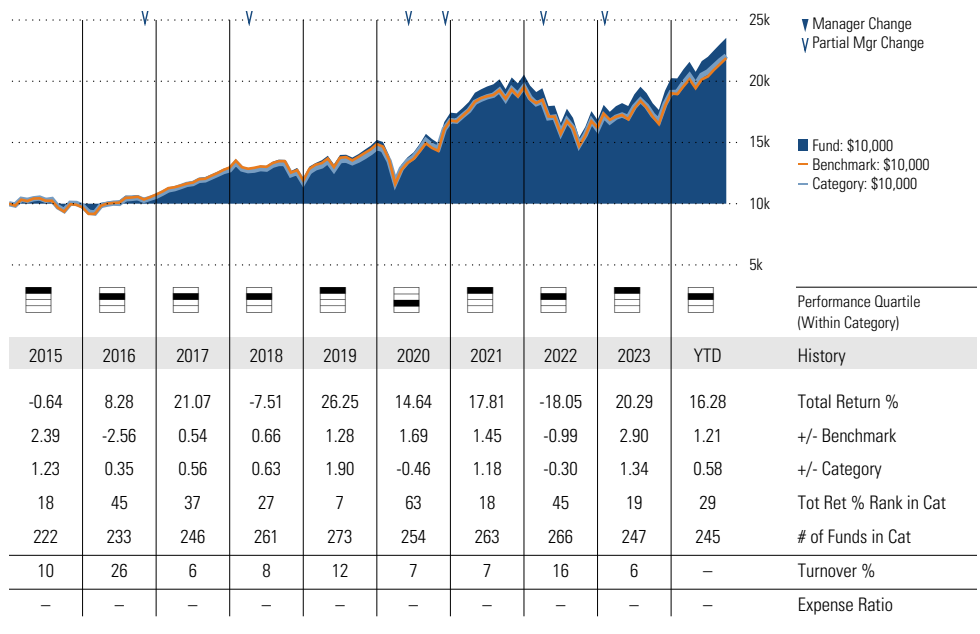 25k
20k
15k
10k
5k
Manager Change
Partial Mgr Change
Fund: $10,000
Benchmark: $10,000
Category: $10,000
Performance Quartile
(Within Category)
2015 2016 2017 2018 2019 2020 2021 2022 2023 YTD History
-0.64 8.28 21.07 -7.51 26.25 14.64 17.81 -18.05 20.29 16.28 Total Return %
2.39 -2.56 0.54 0.66 1.28 1.69 1.45 -0.99 2.90 1.21 +/- Benchmark
1.23 0.35 0.56 0.63 1.90 -0.46 1.18 -0.30 1.34 0.58 +/- Category
18 45 37 27 7 63 18 45 19 29 Tot Ret % Rank in Cat
222 233 246 261 273 254 263 266 247 245 # of Funds in Cat
10 26 6 8 12 7 7 16 6 – Turnover %
– – – – – – – – – – Expense Ratio